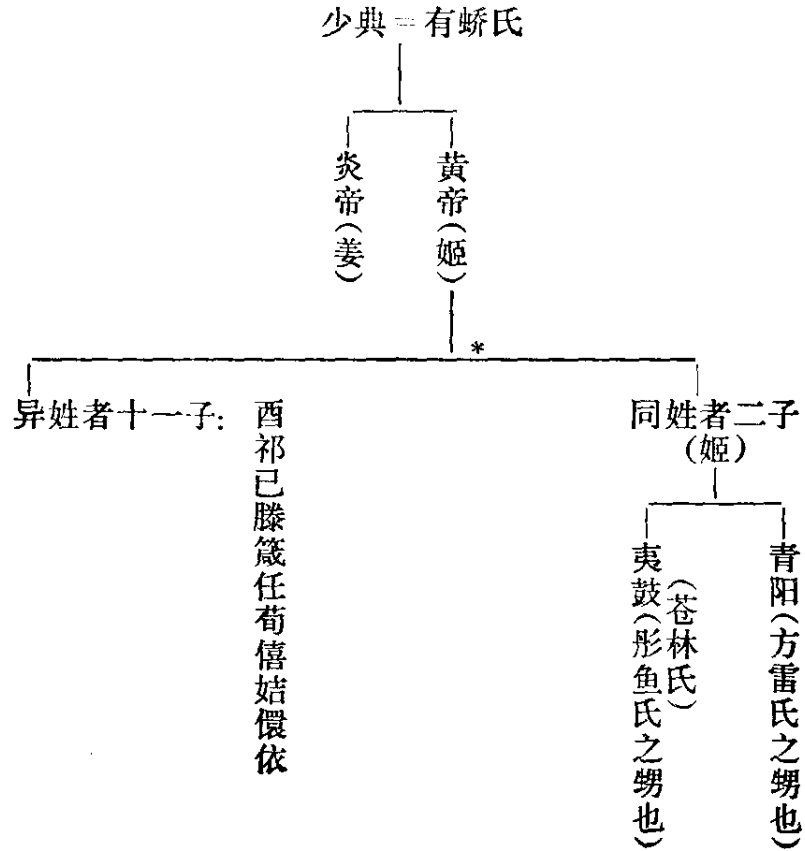 少典=有蟜氏
炎帝(姜)
黄帝(姬)
*
异姓者十一子:
酉祁已滕箴任荀僖姞儇依
同姓者二子
(姬)
夷鼓(彤鱼氏之甥也)
(苍林氏)
青阳(方雷氏之甥也)